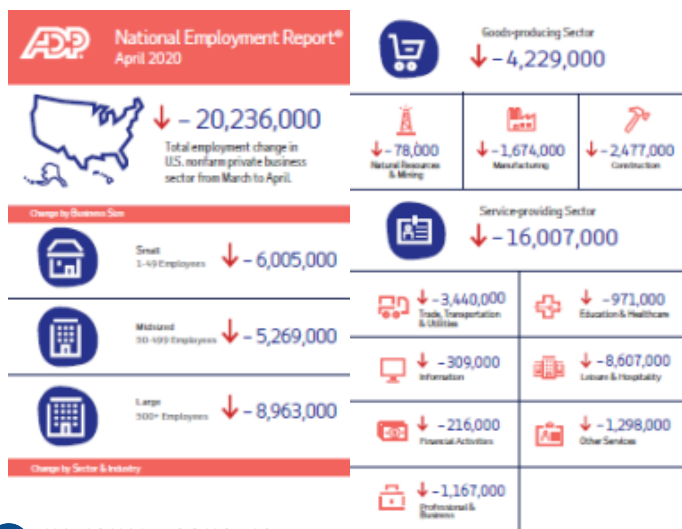 ADP
National Employment Report®
April 2020
– 20,236,000
Total employment change in
U.S. nonfarm private business
sector from March to April.
Change by Business Size
Small
1-49 Employees
– 6,005,000
Midsized
50-499 Employees
– 5,269,000
Large
500+ Employees
– 8,963,000
Change by Sector & Industry
Goods-producing Sector
– 4,229,000
– 78,000
Natural Resources
& Mining
– 1,674,000
Manufacturing
– 2,477,000
Construction
Service-providing Sector
– 16,007,000
– 3,440,000
Trade, Transportation
& Utilities
– 971,000
Education & Healthcare
– 309,000
Information
– 8,607,000
Leisure & Hospitality
– 216,000
Financial Activities
– 1,298,000
Other Services
– 1,167,000
Professional &
Business